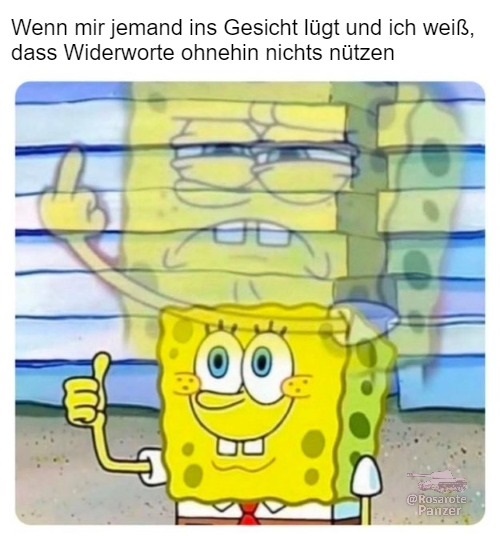 Wenn mir jemand ins Gesicht lügt und ich weiß,
dass Widerworte ohnehin nichts nützen
@Rosarote
Panzer